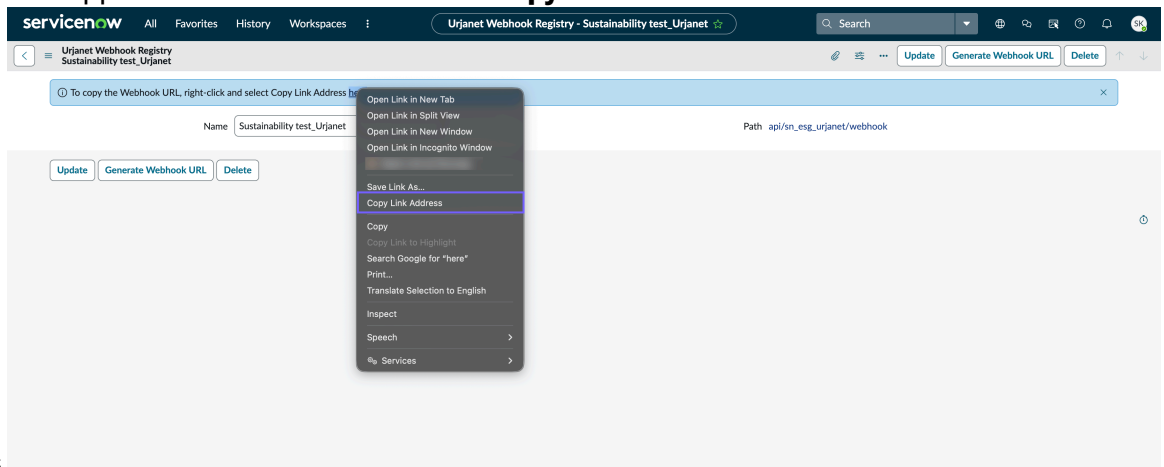 servicenow All Favorites History Workspaces Urjanet Webhook Registry - Sustainability test_Urjanet Search SK
Urjanet Webhook Registry
Sustainability test_Urjanet
Update Generate Webhook URL Delete
To copy the Webhook URL, right-click and select Copy Link Address
Name Sustainability test_Urjanet
Path api/sn_esg_urjanet/webhook
Update Generate Webhook URL Delete
Open Link in New Tab
Open Link in Split View
Open Link in New Window
Open Link in Incognito Window
Save Link As...
Copy Link Address
Copy
Copy Link to Highlight
Search Google for “here”
Print...
Translate Selection to English
Inspect
Speech
Services